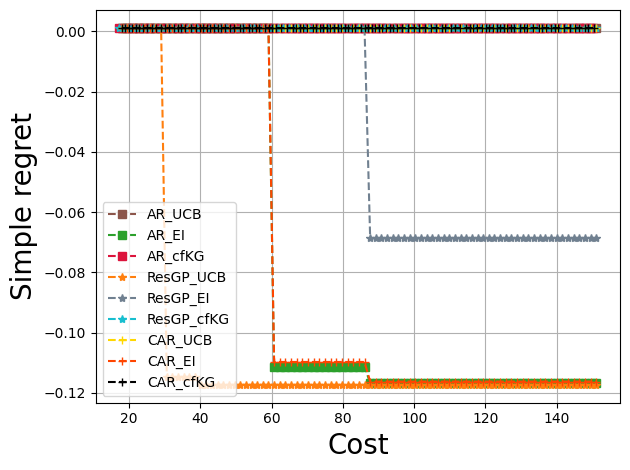 Simple regret
0.00
−0.02
−0.04
−0.06
−0.08
−0.10
−0.12
AR_UCB
AR_EI
AR_cfKG
ResGP_UCB
ResGP_EI
ResGP_cfKG
CAR_UCB
CAR_EI
CAR_cfKG
20 40 60 80 100 120 140
Cost